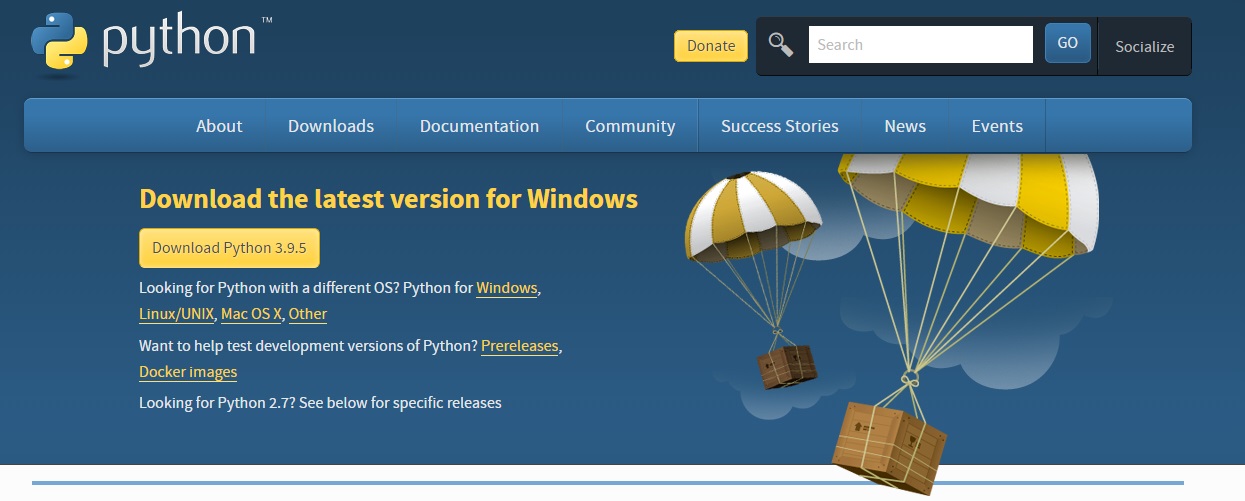 python™
Donate
Search
GO
Socialize
About Downloads Documentation Community Success Stories News Events
Download the latest version for Windows
Download Python 3.9.5
Looking for Python with a different OS? Python for Windows,
Linux/UNIX, Mac OS X, Other
Want to help test development versions of Python? Prereleases,
Docker images
Looking for Python 2.7? See below for specific releases